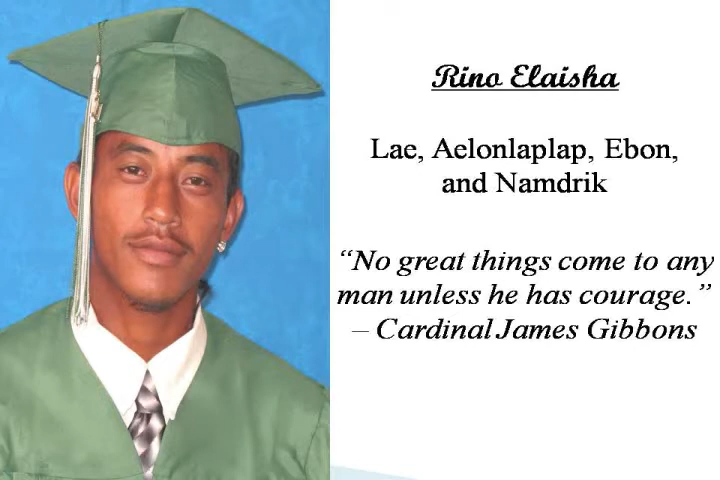 Rino Elaisha
Lae, Aelonlaplap, Ebon,
and Namdrik
“No great things come to any
man unless he has courage.”
– Cardinal James Gibbons